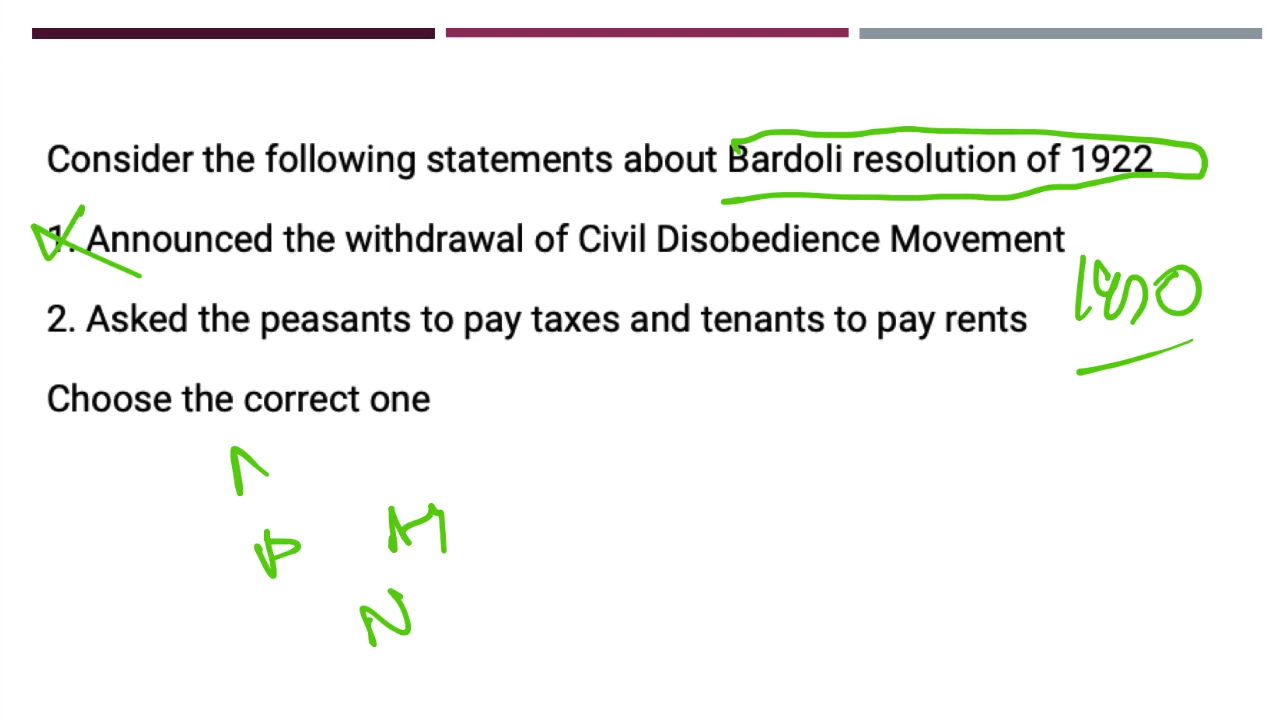 Consider the following statements about Bardoli resolution of 1922
1. Announced the withdrawal of Civil Disobedience Movement
2. Asked the peasants to pay taxes and tenants to pay rents
Choose the correct one